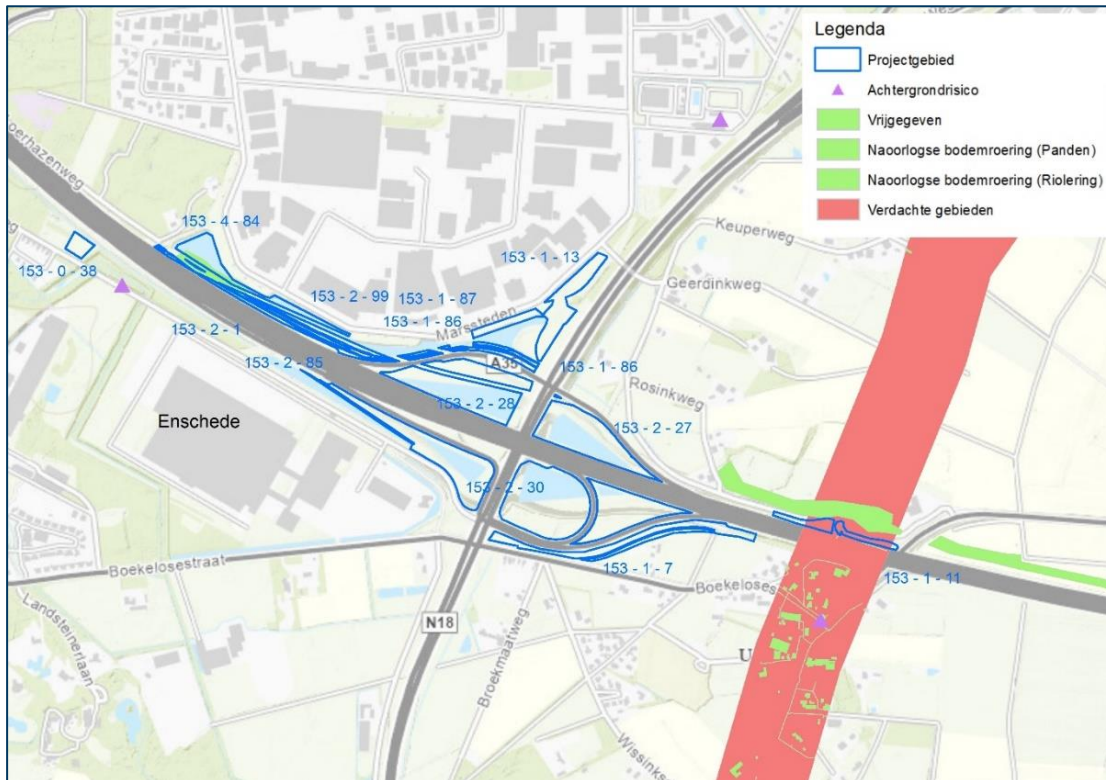 Legenda
Projectgebied
Achtergrondrisico
Vrijgegeven
Naoorlogse bodemroering (Panden)
Naoorlogse bodemroering (Riolering)
Verdachte gebieden
153 - 4 - 84
Keuperweg
153 - 0 - 38
153 - 1 - 13
Geerdinkweg
153 - 2 - 99
153 - 1 - 87
153 - 1 - 86
Marssteden
153 - 2 - 1
153 - 2 - 85
A35
153 - 1 - 86
Rosinkweg
153 - 2 - 28
Enschede
153 - 2 - 27
153 - 2 - 30
Boekelosestraat
153 - 1 - 7
153 - 1 - 11
Landsteinerlaan
N18
Broekmaatweg